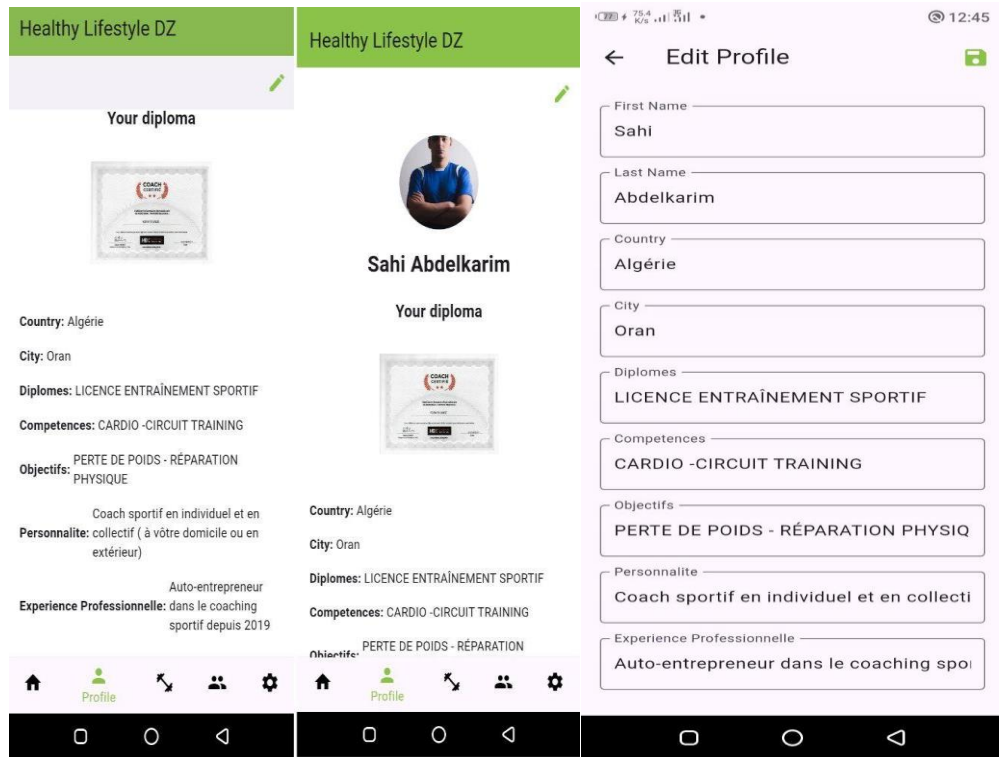 Healthy Lifestyle DZ
Your diploma
COACH
Country: Algérie
City: Oran
Diplomes: LICENCE ENTRAÎNEMENT SPORTIF
Competences: CARDIO -CIRCUIT TRAINING
Objectifs: PERTE DE POIDS - RÉPARATION
PHYSIQUE
Coach sportif en individuel et en
Personnalite: collectif ( à vôtre domicile ou en
extérieur)
Auto-entrepreneur
Experience Professionnelle: dans le coaching
sportif depuis 2019
Profile
Healthy Lifestyle DZ
Sahi Abdelkarim
Your diploma
COACH
Country: Algérie
City: Oran
Diplomes: LICENCE ENTRAÎNEMENT SPORTIF
Competences: CARDIO -CIRCUIT TRAINING
Objectifs: PERTE DE POIDS - RÉPARATION
Profile
75.4 K/s 12:45
Edit Profile
First Name
Sahi
Last Name
Abdelkarim
Country
Algérie
City
Oran
Diplomes
LICENCE ENTRAÎNEMENT SPORTIF
Competences
CARDIO -CIRCUIT TRAINING
Objectifs
PERTE DE POIDS - RÉPARATION PHYSIQ
Personnalite
Coach sportif en individuel et en collecti
Experience Professionnelle
Auto-entrepreneur dans le coaching spo